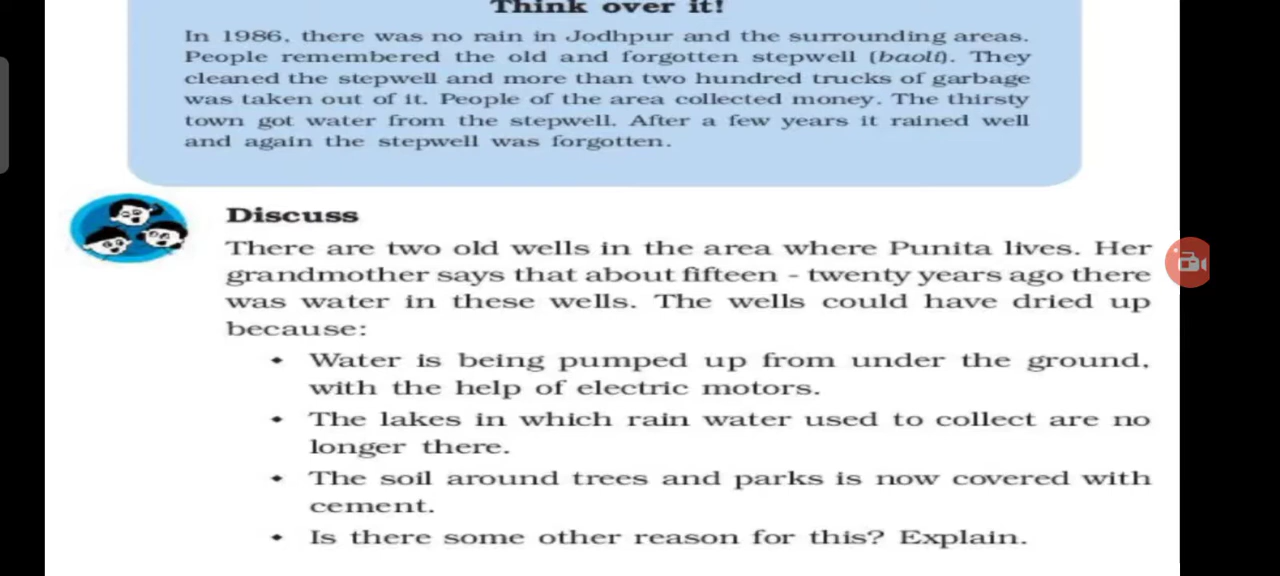 Think over it!
In 1986, there was no rain in Jodhpur and the surrounding areas.
People remembered the old and forgotten stepwell (baoli). They
cleaned the stepwell and more than two hundred trucks of garbage
was taken out of it. People of the area collected money. The thirsty
town got water from the stepwell. After a few years it rained well
and again the stepwell was forgotten.
Discuss
There are two old wells in the area where Punita lives. Her
grandmother says that about fifteen - twenty years ago there
was water in these wells. The wells could have dried up
because:
• Water is being pumped up from under the ground,
with the help of electric motors.
• The lakes in which rain water used to collect are no
longer there.
• The soil around trees and parks is now covered with
cement.
• Is there some other reason for this? Explain.